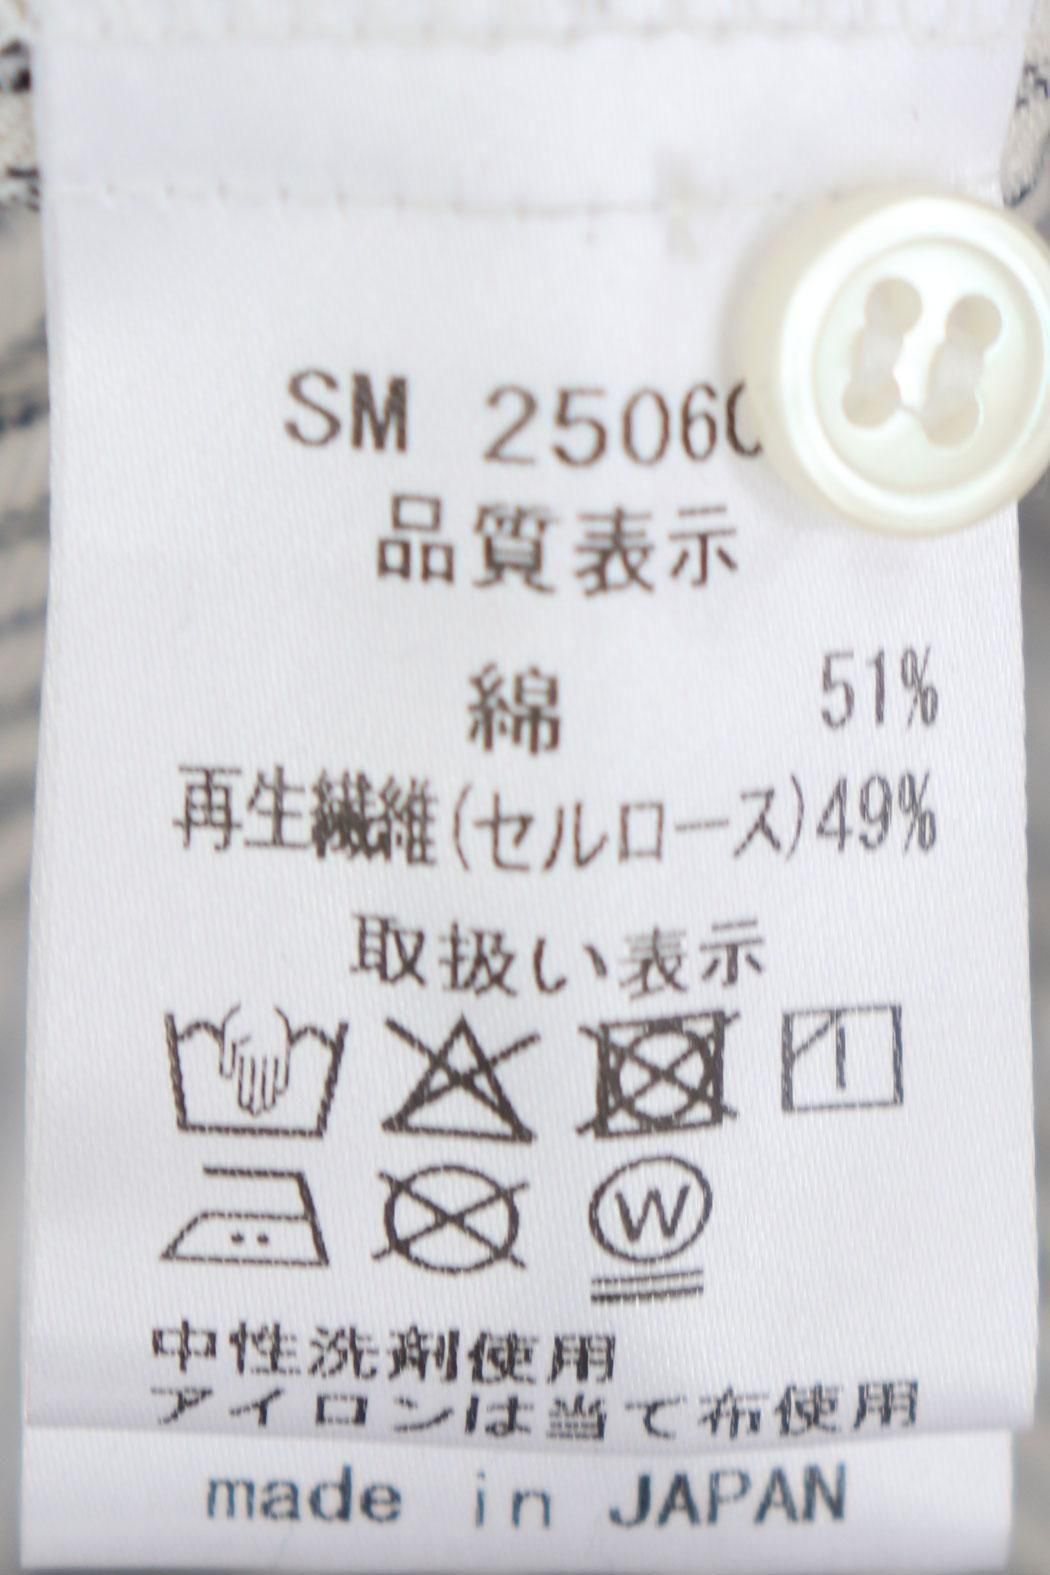 SM 25060
品質表示
綿 51%
再生繊維(セルロース)49%
取扱い表示
W
中性洗剤使用
アイロンは当て布使用
made in JAPAN